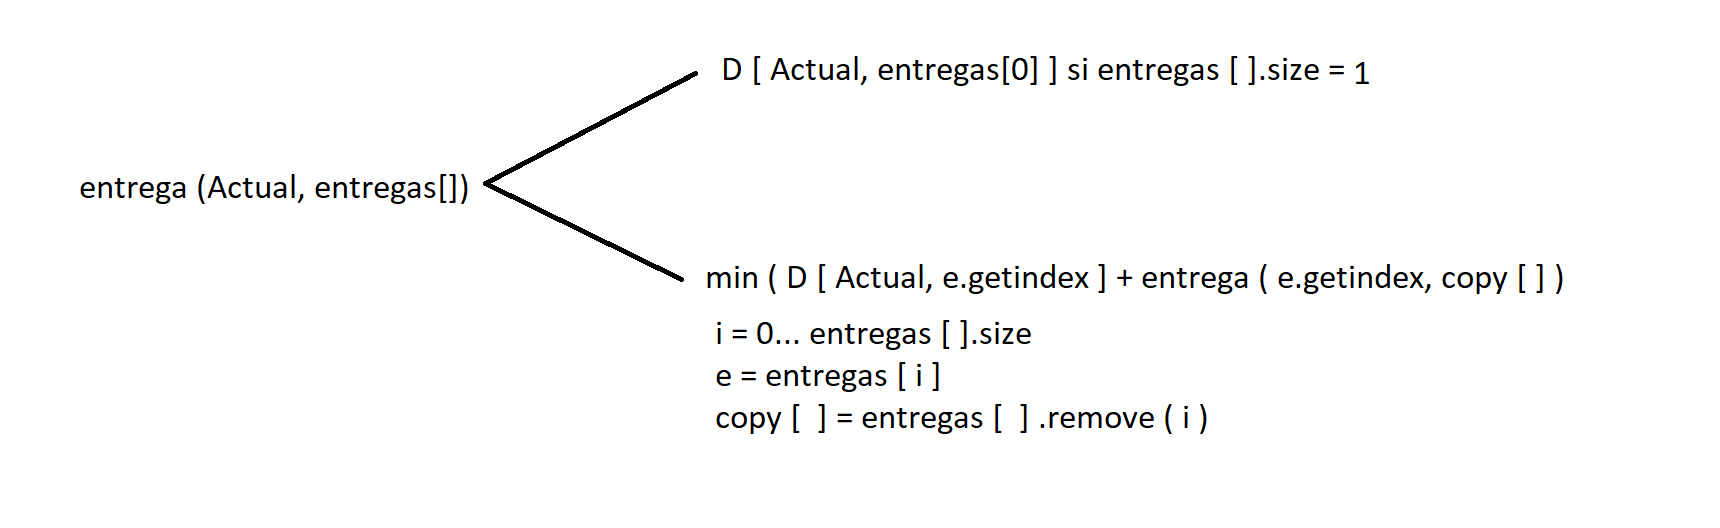 D [ Actual, entregas[0] ] si entregas [ ].size = 1
entrega (Actual, entregas[])
min ( D [ Actual, e.getindex ] + entrega ( e.getindex, copy [ ] )
i = 0... entregas [ ].size
e = entregas [ i ]
copy [  ] = entregas [  ] .remove ( i )